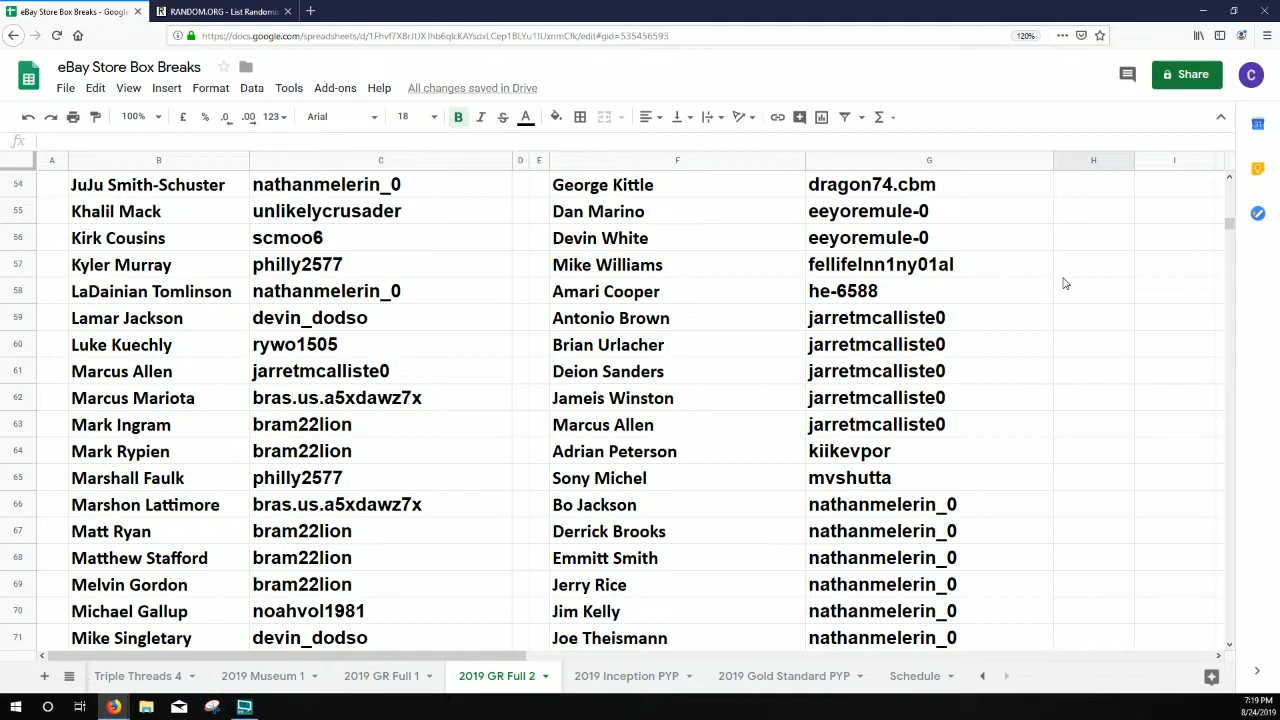 eBay Store Box Breaks - Google
RANDOM.ORG - List Randomi
120%
eBay Store Box Breaks
Share
C
File Edit View Insert Format Data Tools Add-ons Help All changes saved in Drive
100% £ % .0 .00 123 Arial 18 B I S A
fx
A B C D E F G H I
54 JuJu Smith-Schuster nathanmelerin_0 George Kittle dragon74.cbm
55 Khalil Mack unlikelycrusader Dan Marino eeyoremule-0
56 Kirk Cousins scmoo6 Devin White eeyoremule-0
57 Kyler Murray philly2577 Mike Williams fellifelnn1ny01al
58 LaDainian Tomlinson nathanmelerin_0 Amari Cooper he-6588
59 Lamar Jackson devin_dodso Antonio Brown jarretmcalliste0
60 Luke Kuechly rywo1505 Brian Urlacher jarretmcalliste0
61 Marcus Allen jarretmcalliste0 Deion Sanders jarretmcalliste0
62 Marcus Mariota bras.us.a5xdawz7x Jameis Winston jarretmcalliste0
63 Mark Ingram bram22lion Marcus Allen jarretmcalliste0
64 Mark Rypien bram22lion Adrian Peterson kiikevpor
65 Marshall Faulk philly2577 Sony Michel mvshutta
66 Marshon Lattimore bras.us.a5xdawz7x Bo Jackson nathanmelerin_0
67 Matt Ryan bram22lion Derrick Brooks nathanmelerin_0
68 Matthew Stafford bram22lion Emmitt Smith nathanmelerin_0
69 Melvin Gordon bram22lion Jerry Rice nathanmelerin_0
70 Michael Gallup noahvol1981 Jim Kelly nathanmelerin_0
71 Mike Singletary devin_dodso Joe Theismann nathanmelerin_0
Triple Threads 4 2019 Museum 1 2019 GR Full 1 2019 GR Full 2 2019 Inception PYP 2019 Gold Standard PYP Schedule
7:19 PM
8/24/2019